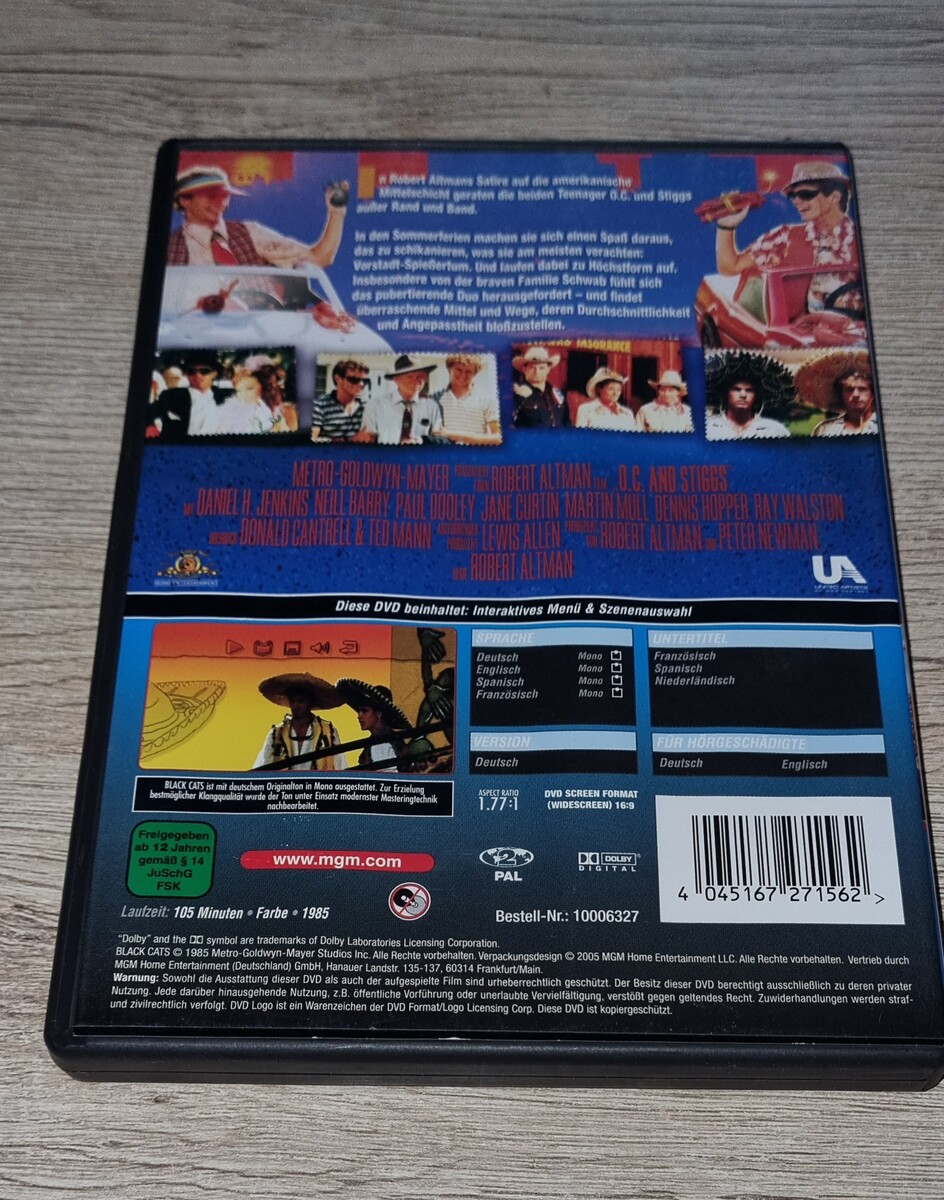 In Robert Altmans Satire auf die amerikanische
Mittelschicht geraten die beiden Teenager O.C. und Stiggs
außer Rand und Band.
In den Sommerferien machen sie sich einen Spaß daraus,
das zu schikanieren, was sie am meisten verachten:
Vorstadt-Spießertum. Und laufen dabei zu Höchstform auf.
Insbesondere von der braven Familie Schwab fühlt sich
das pubertierende Duo herausgefordert – und findet
überraschende Mittel und Wege, deren Durchschnittlichkeit
und Angepasstheit bloßzustellen.
INSURANCE
METRO-GOLDWYN-MAYER ROBERT ALTMAN O.C. AND STIGGS
MIT DANIEL H. JENKINS NEILL BARRY PAUL DOOLEY JANE CURTIN MARTIN MULL DENNIS HOPPER RAY WALSTON
DONALD CANTRELL & TED MANN LEWIS ALLEN VON ROBERT ALTMAN UND PETER NEWMAN
REGIE ROBERT ALTMAN
UA
UNITED ARTISTS
Diese DVD beinhaltet: Interaktives Menü & Szenenauswahl
SPRACHE
Deutsch Mono
Englisch Mono
Spanisch Mono
Französisch Mono
UNTERTITEL
Französisch
Spanisch
Niederländisch
VERSION
Deutsch
FÜR HÖRGESCHÄDIGTE
Deutsch Englisch
BLACK CATS ist mit deutschem Originalton in Mono ausgestattet. Zur Erzielung
bestmöglicher Klangqualität wurde der Ton unter Einsatz modernster Masteringtechnik
nachbearbeitet.
ASPECT RATIO
1.77:1
DVD SCREEN FORMAT
(WIDESCREEN) 16:9
Freigegeben
ab 12 Jahren
gemäß § 14
JuSchG
FSK
www.mgm.com
2
PAL
DOLBY
DIGITAL
4 045167 271562 >
Laufzeit: 105 Minuten • Farbe • 1985
Bestell-Nr.: 10006327
"Dolby" and the DD symbol are trademarks of Dolby Laboratories Licensing Corporation.
BLACK CATS © 1985 Metro-Goldwyn-Mayer Studios Inc. Alle Rechte vorbehalten. Verpackungsdesign © 2005 MGM Home Entertainment LLC. Alle Rechte vorbehalten. Vertrieb durch
MGM Home Entertainment (Deutschland) GmbH, Hanauer Landstr. 135-137, 60314 Frankfurt/Main.
Warnung: Sowohl die Ausstattung dieser DVD als auch der aufgespielte Film sind urheberrechtlich geschützt. Der Besitz dieser DVD berechtigt ausschließlich zu deren privater
Nutzung. Jede darüber hinausgehende Nutzung, z.B. öffentliche Vorführung oder unerlaubte Vervielfältigung, verstößt gegen geltendes Recht. Zuwiderhandlungen werden straf-
und zivilrechtlich verfolgt. DVD Logo ist ein Warenzeichen der DVD Format/Logo Licensing Corp. Diese DVD ist kopiergeschützt.